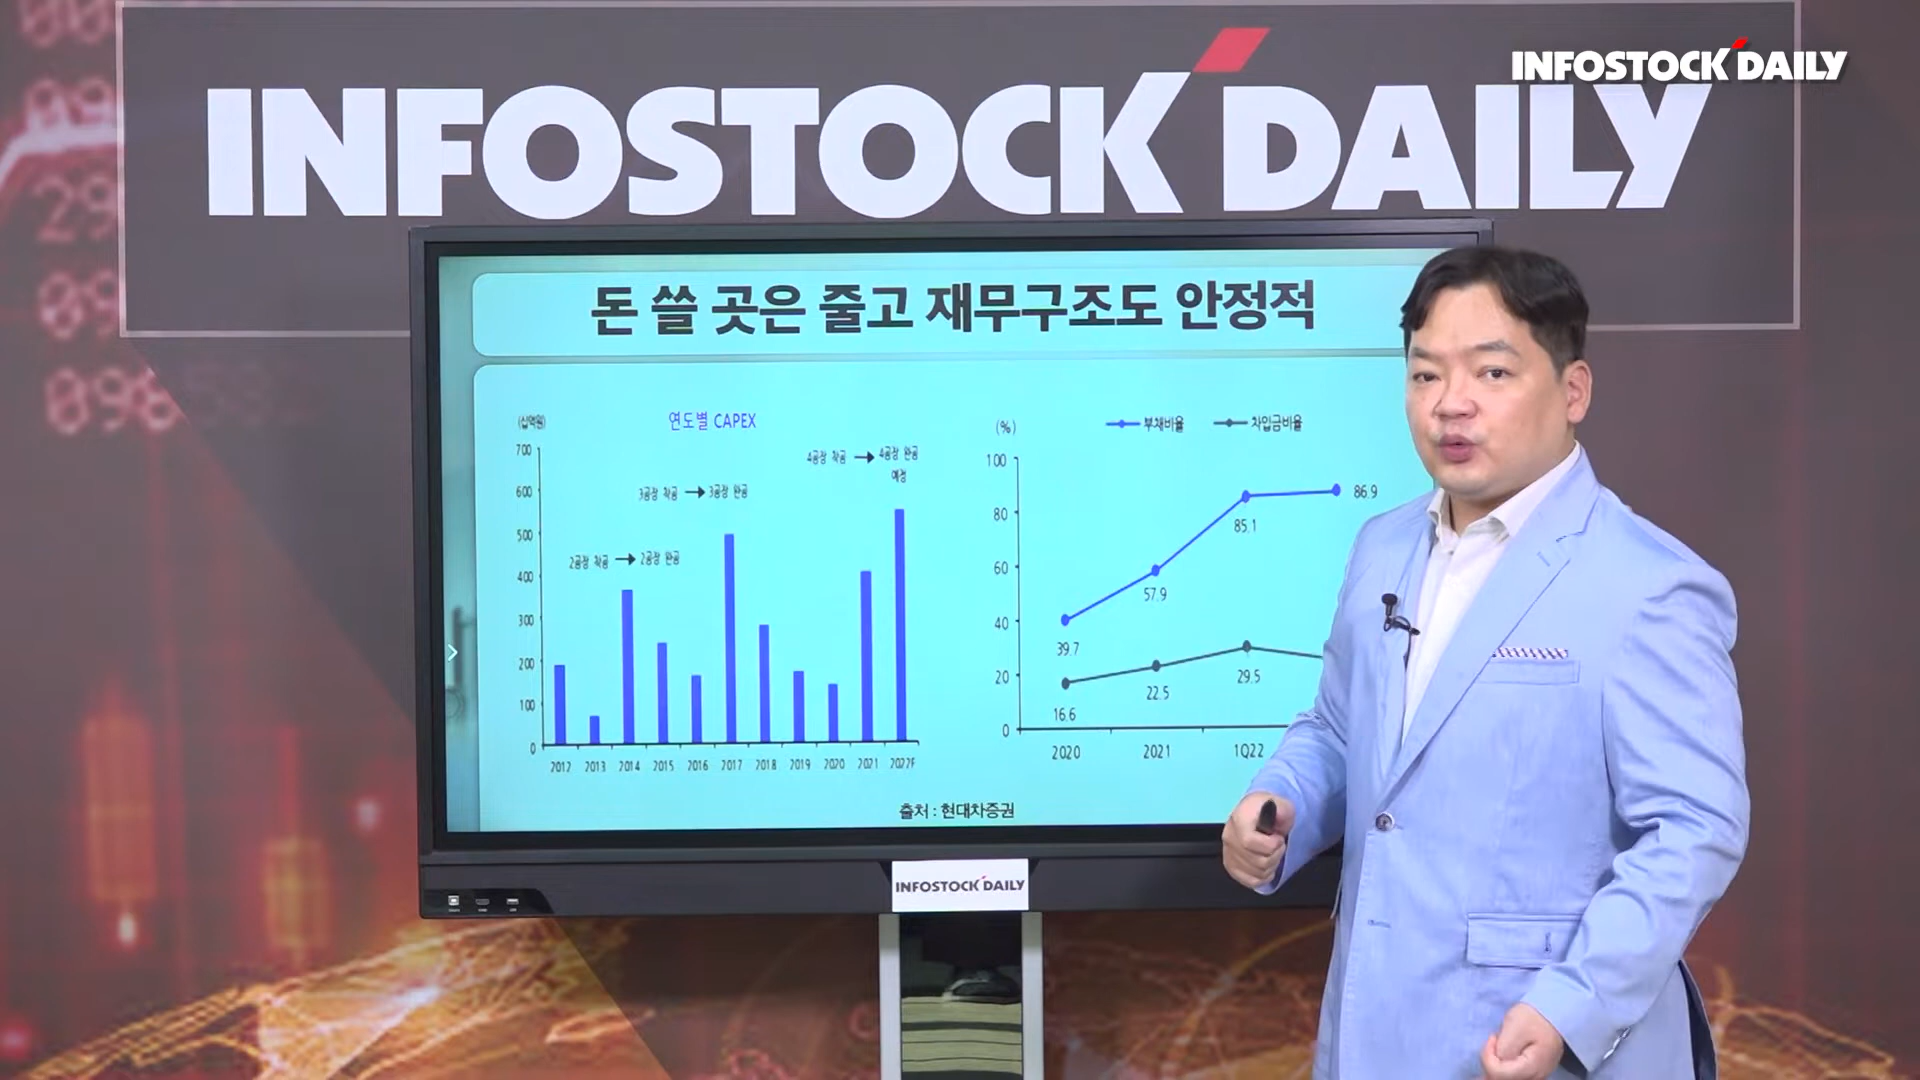 INFOSTOCK DAILY
INFOSTOCK DAILY
돈 쓸 곳은 줄고 재무구조도 안정적
(십억원)
연도별 CAPEX
700
600
500
400
300
200
100
0
2공장 착공 → 2공장 완공
3공장 착공 → 3공장 완공
4공장 착공 → 4공장 완공
예정
2012 2013 2014 2015 2016 2017 2018 2019 2020 2021 2022F
(%)
부채비율 차입금비율
100
80
60
40
20
0
39.7
57.9
85.1
86.9
16.6
22.5
29.5
2020 2021 1Q22
출처 : 현대차증권
INFOSTOCK DAILY